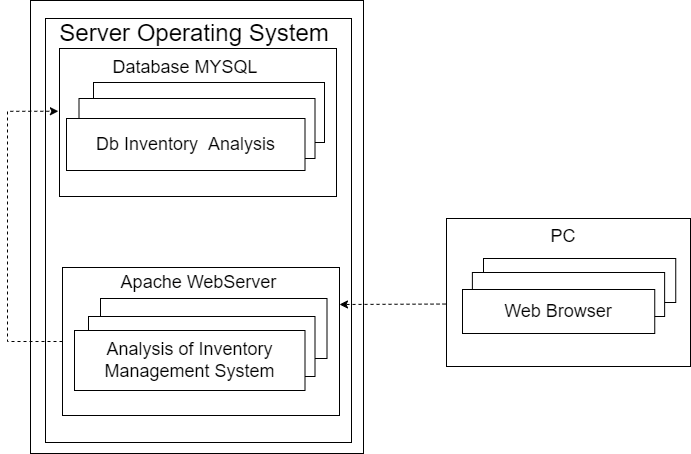 Server Operating System
Database MYSQL
Db Inventory Analysis
Apache WebServer
Analysis of Inventory
Management System
PC
Web Browser